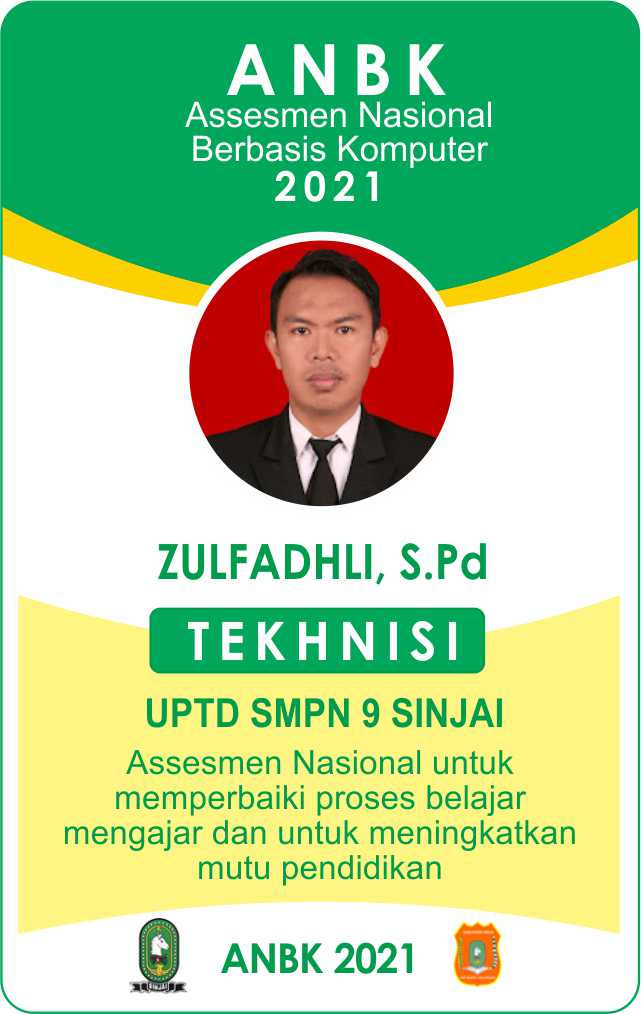 ANBK
Assesmen Nasional
Berbasis Komputer
2021
ZULFADHLI, S.Pd
TEKHNISI
UPTD SMPN 9 SINJAI
Assesmen Nasional untuk
memperbaiki proses belajar
mengajar dan untuk meningkatkan
mutu pendidikan
SINJAI
ANBK 2021